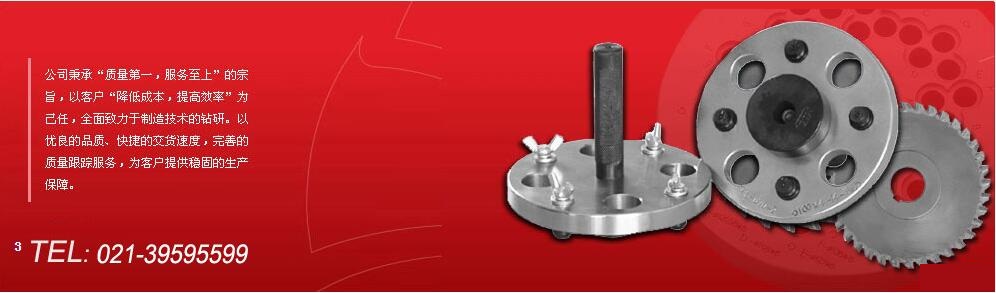 公司秉承“质量第一，服务至上”的宗
旨，以客户“降低成本，提高效率”为
己任，全面致力于制造技术的钻研。以
优良的品质、快捷的交货速度，完善的
质量跟踪服务，为客户提供稳固的生产
保障。
3 TEL: 021-39595599